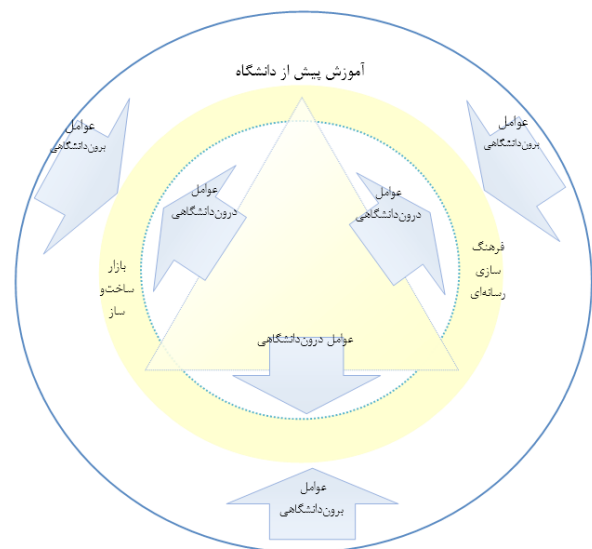 آموزش پیش از دانشگاه
عوامل
برون‌دانشگاهی
عوامل
برون‌دانشگاهی
عوامل
درون‌دانشگاهی
عوامل
درون‌دانشگاهی
فرهنگ
سازی
رسانه‌ای
بازار
ساخت‌و
ساز
عوامل درون‌دانشگاهی
عوامل
برون‌دانشگاهی